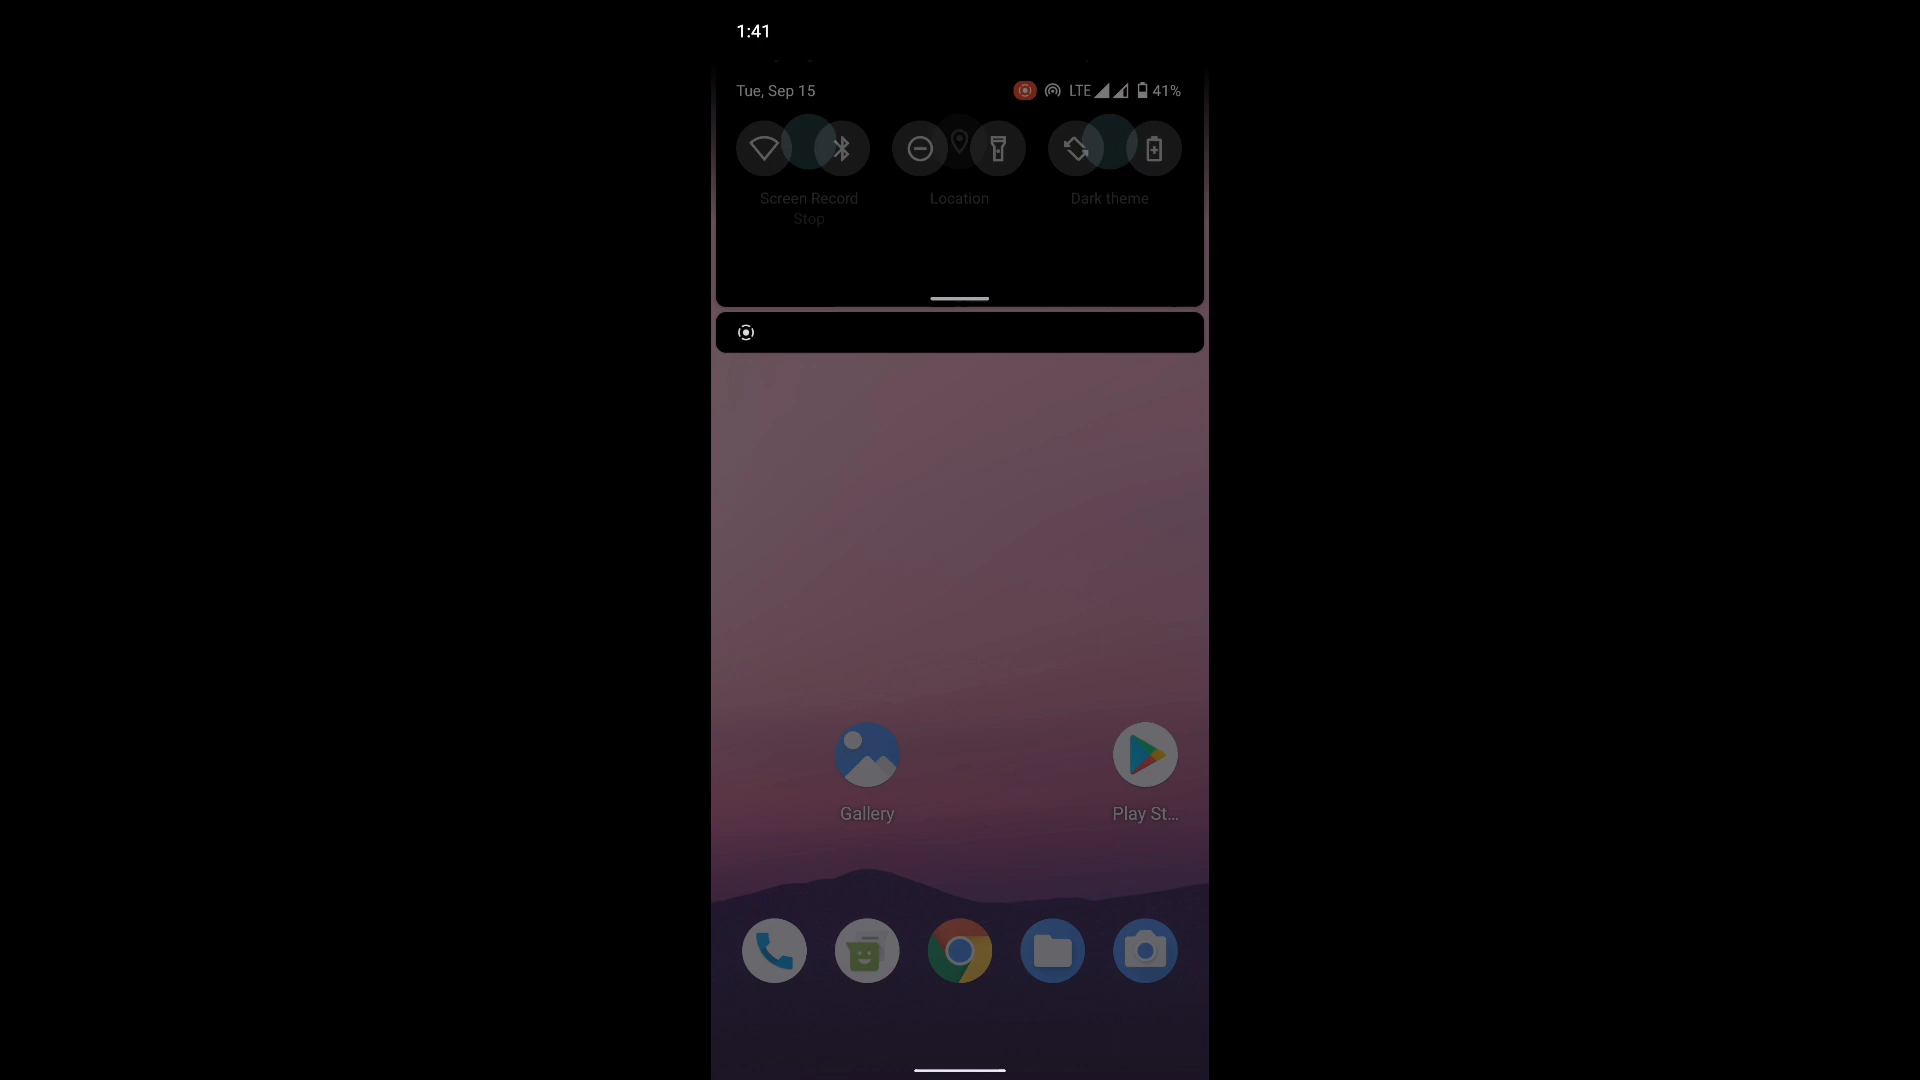 1:41
Tue, Sep 15
LTE
41%
Screen Record
Stop
Location
Dark theme
Gallery
Play St...